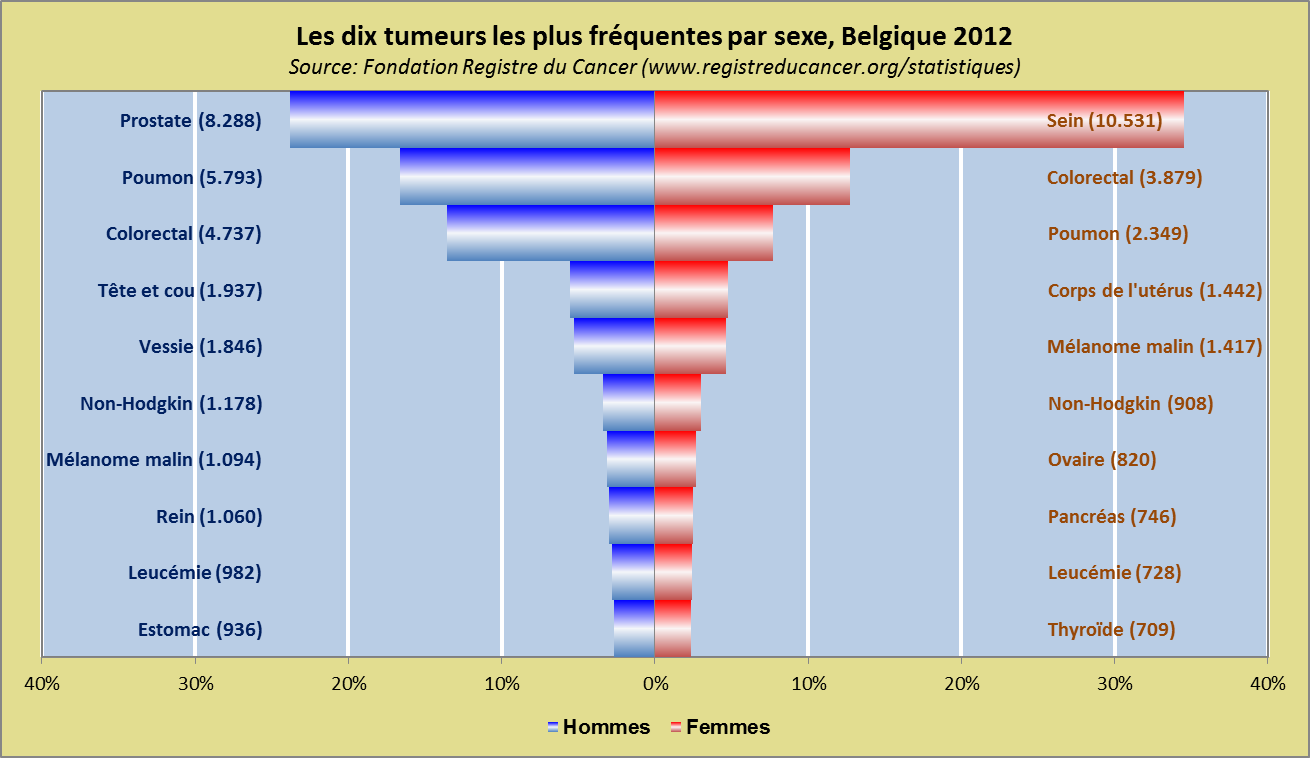 Les dix tumeurs les plus fréquentes par sexe, Belgique 2012
Source: Fondation Registre du Cancer (www.registreducancer.org/statistiques)
Prostate (8.288)
Sein (10.531)
Poumon (5.793)
Colorectal (3.879)
Colorectal (4.737)
Poumon (2.349)
Tête et cou (1.937)
Corps de l'utérus (1.442)
Vessie (1.846)
Mélanome malin (1.417)
Non-Hodgkin (1.178)
Non-Hodgkin (908)
Mélanome malin (1.094)
Ovaire (820)
Rein (1.060)
Pancréas (746)
Leucémie (982)
Leucémie (728)
Estomac (936)
Thyroïde (709)
40% 30% 20% 10% 0% 10% 20% 30% 40%
Hommes Femmes